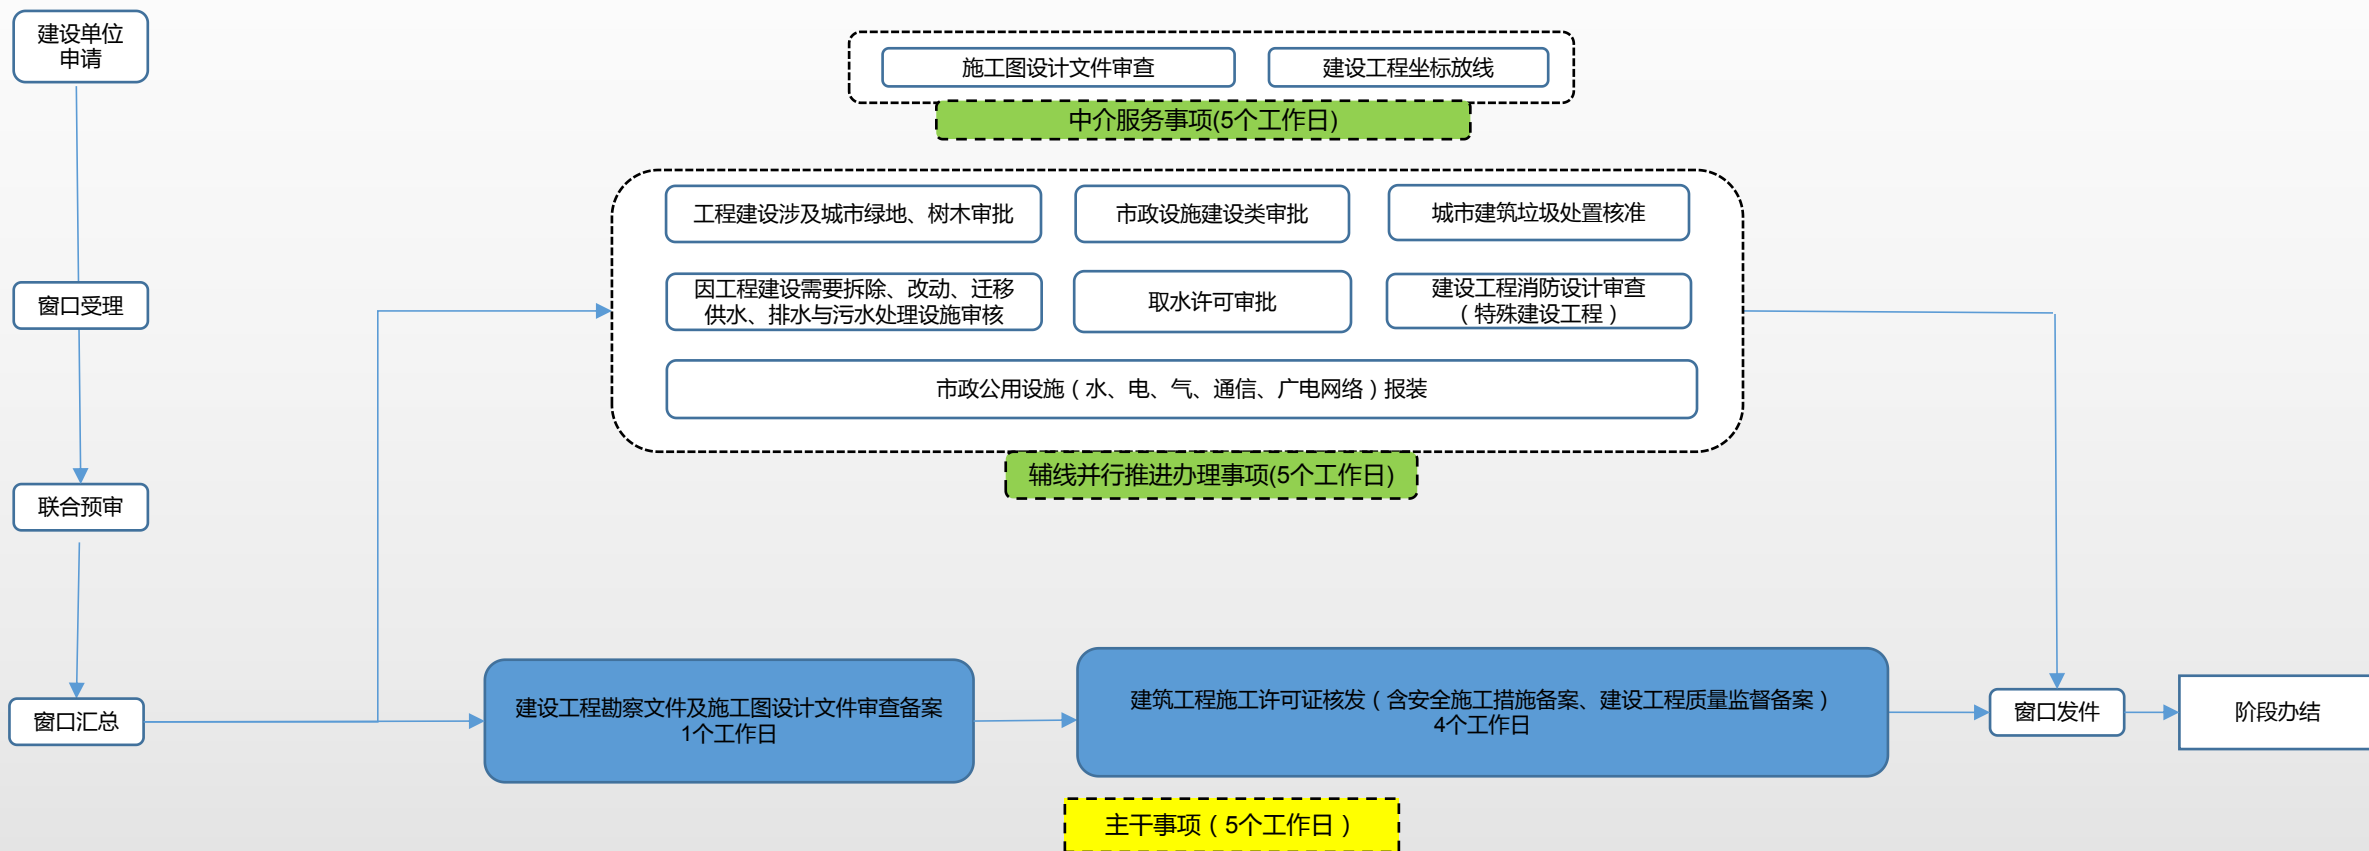 建设单位
申请
施工图设计文件审查
建设工程坐标放线
中介服务事项(5个工作日)
工程建设涉及城市绿地、树木审批
市政设施建设类审批
城市建筑垃圾处置核准
窗口受理
因工程建设需要拆除、改动、迁移
供水、排水与污水处理设施审核
取水许可审批
建设工程消防设计审查
（特殊建设工程）
市政公用设施（水、电、气、通信、广电网络）报装
辅线并行推进办理事项(5个工作日)
联合预审
窗口汇总
建设工程勘察文件及施工图设计文件审查备案
1个工作日
建筑工程施工许可证核发（含安全施工措施备案、建设工程质量监督备案）
4个工作日
窗口发件
阶段办结
主干事项（5个工作日）